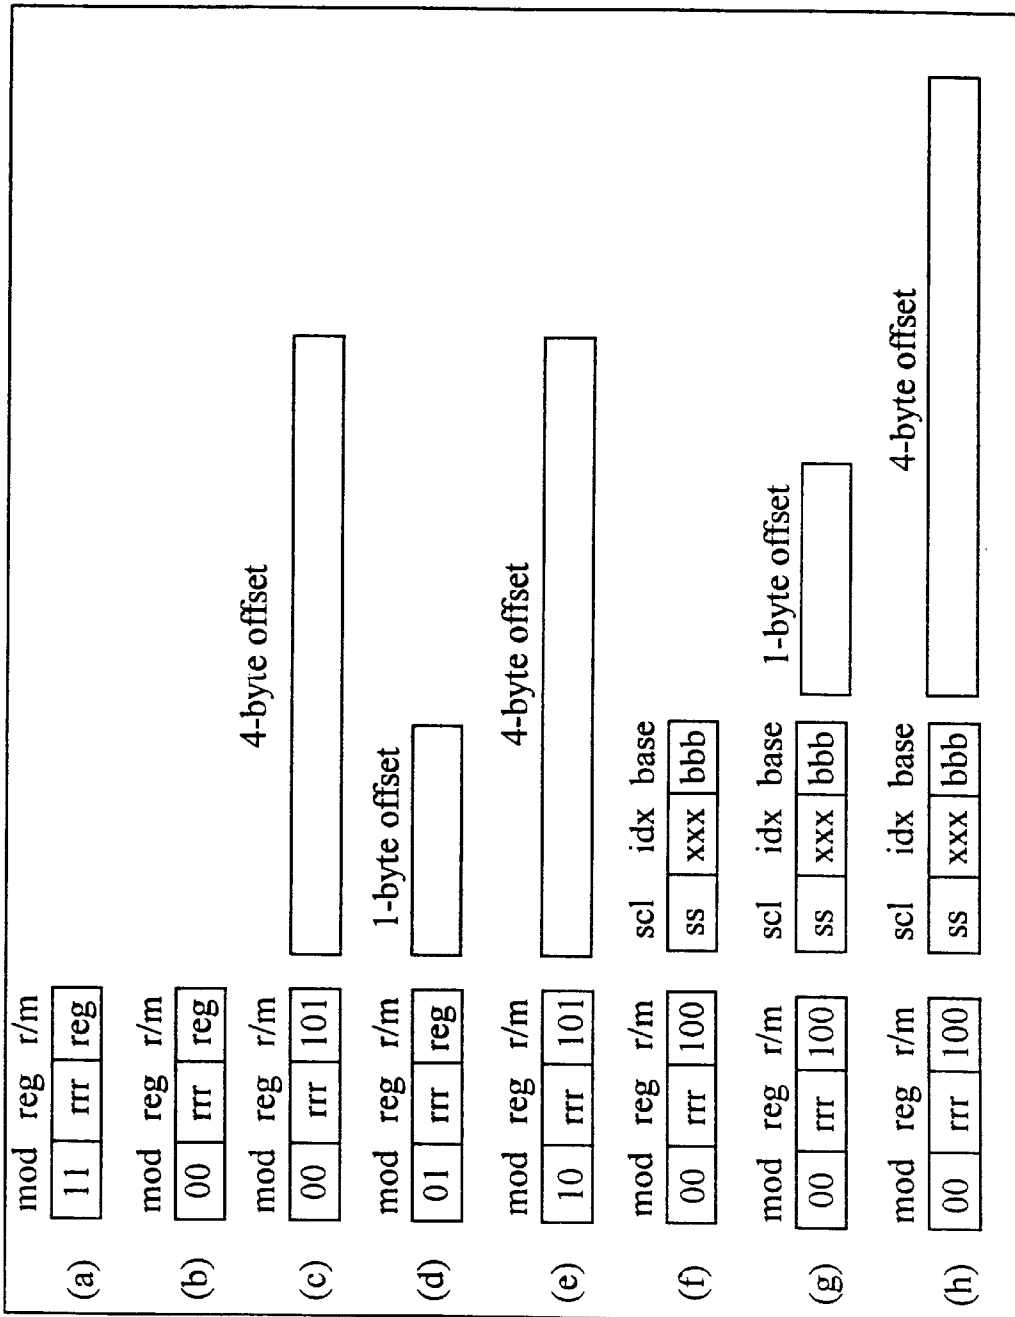 mod reg r/m
(a) 11 rrr reg
mod reg r/m
(b) 00 rrr reg
mod reg r/m 4-byte offset
(c) 00 rrr 101
mod reg r/m 1-byte offset
(d) 01 rrr reg
mod reg r/m 4-byte offset
(e) 10 rrr 101
mod reg r/m scl idx base
(f) 00 rrr 100 ss xxx bbb
mod reg r/m scl idx base 1-byte offset
(g) 00 rrr 100 ss xxx bbb
mod reg r/m scl idx base 4-byte offset
(h) 00 rrr 100 ss xxx bbb